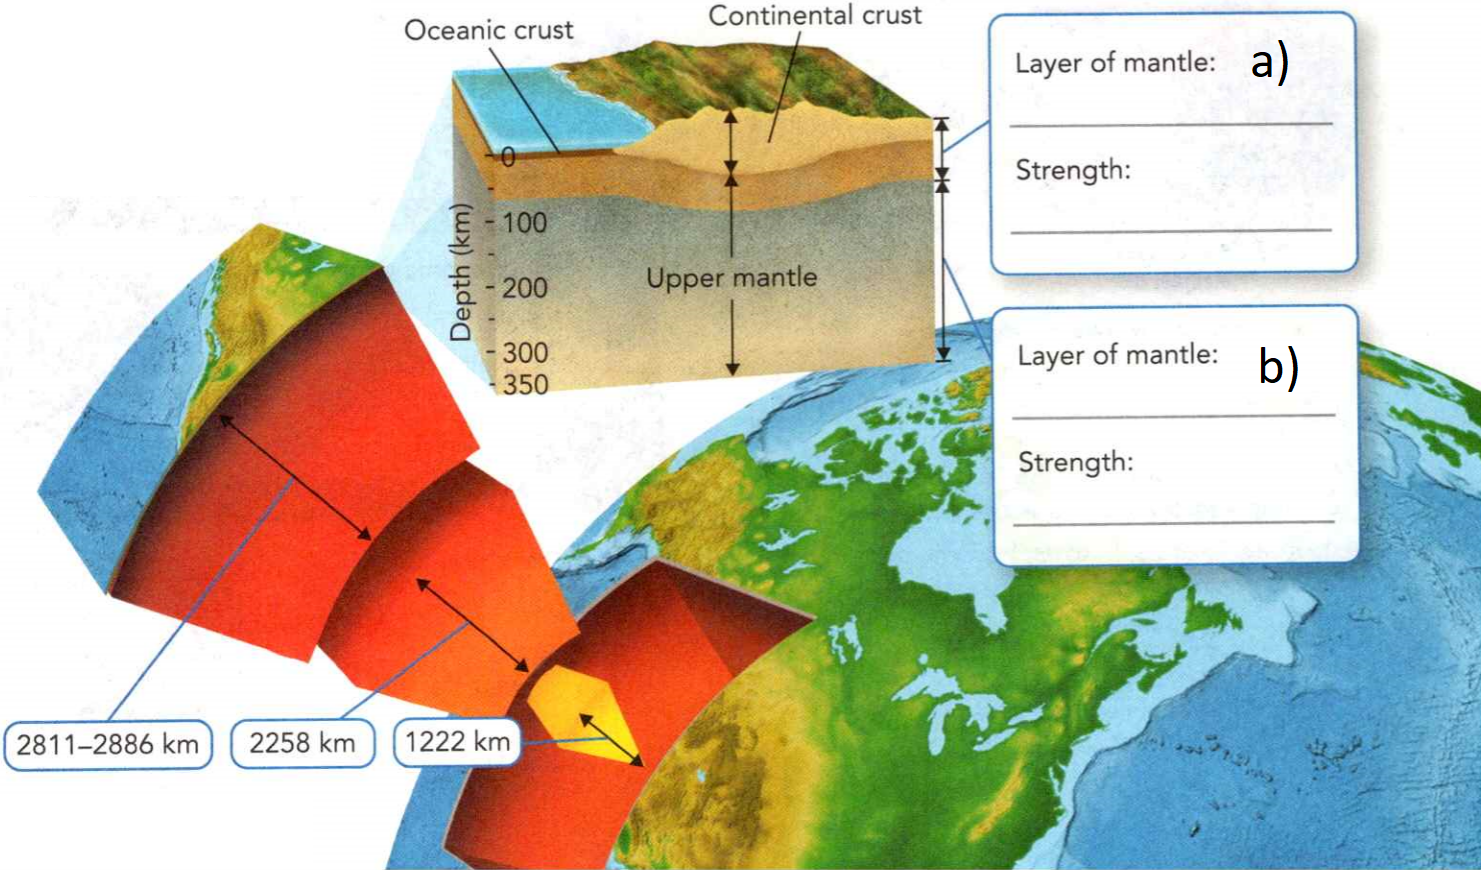 Oceanic crust
Continental crust
Layer of mantle: a)
Strength:
Depth (km)
0
100
200
300
350
Upper mantle
Layer of mantle: b)
Strength:
2811–2886 km
2258 km
1222 km